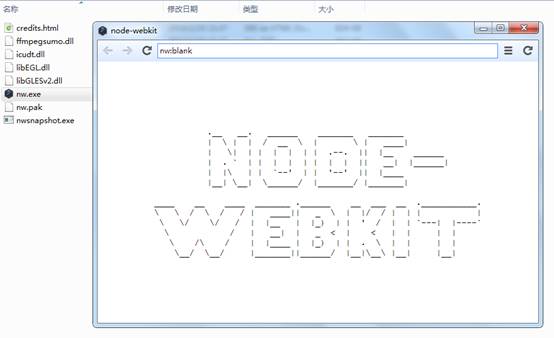 名称 修改日期 类型 大小
credits.html
ffmpegsumo.dll
icudt.dll
libEGL.dll
libGLESv2.dll
nw.exe
nw.pak
nwsnapshot.exe
node-webkit
nw:blank
NODE-
WEBKIT